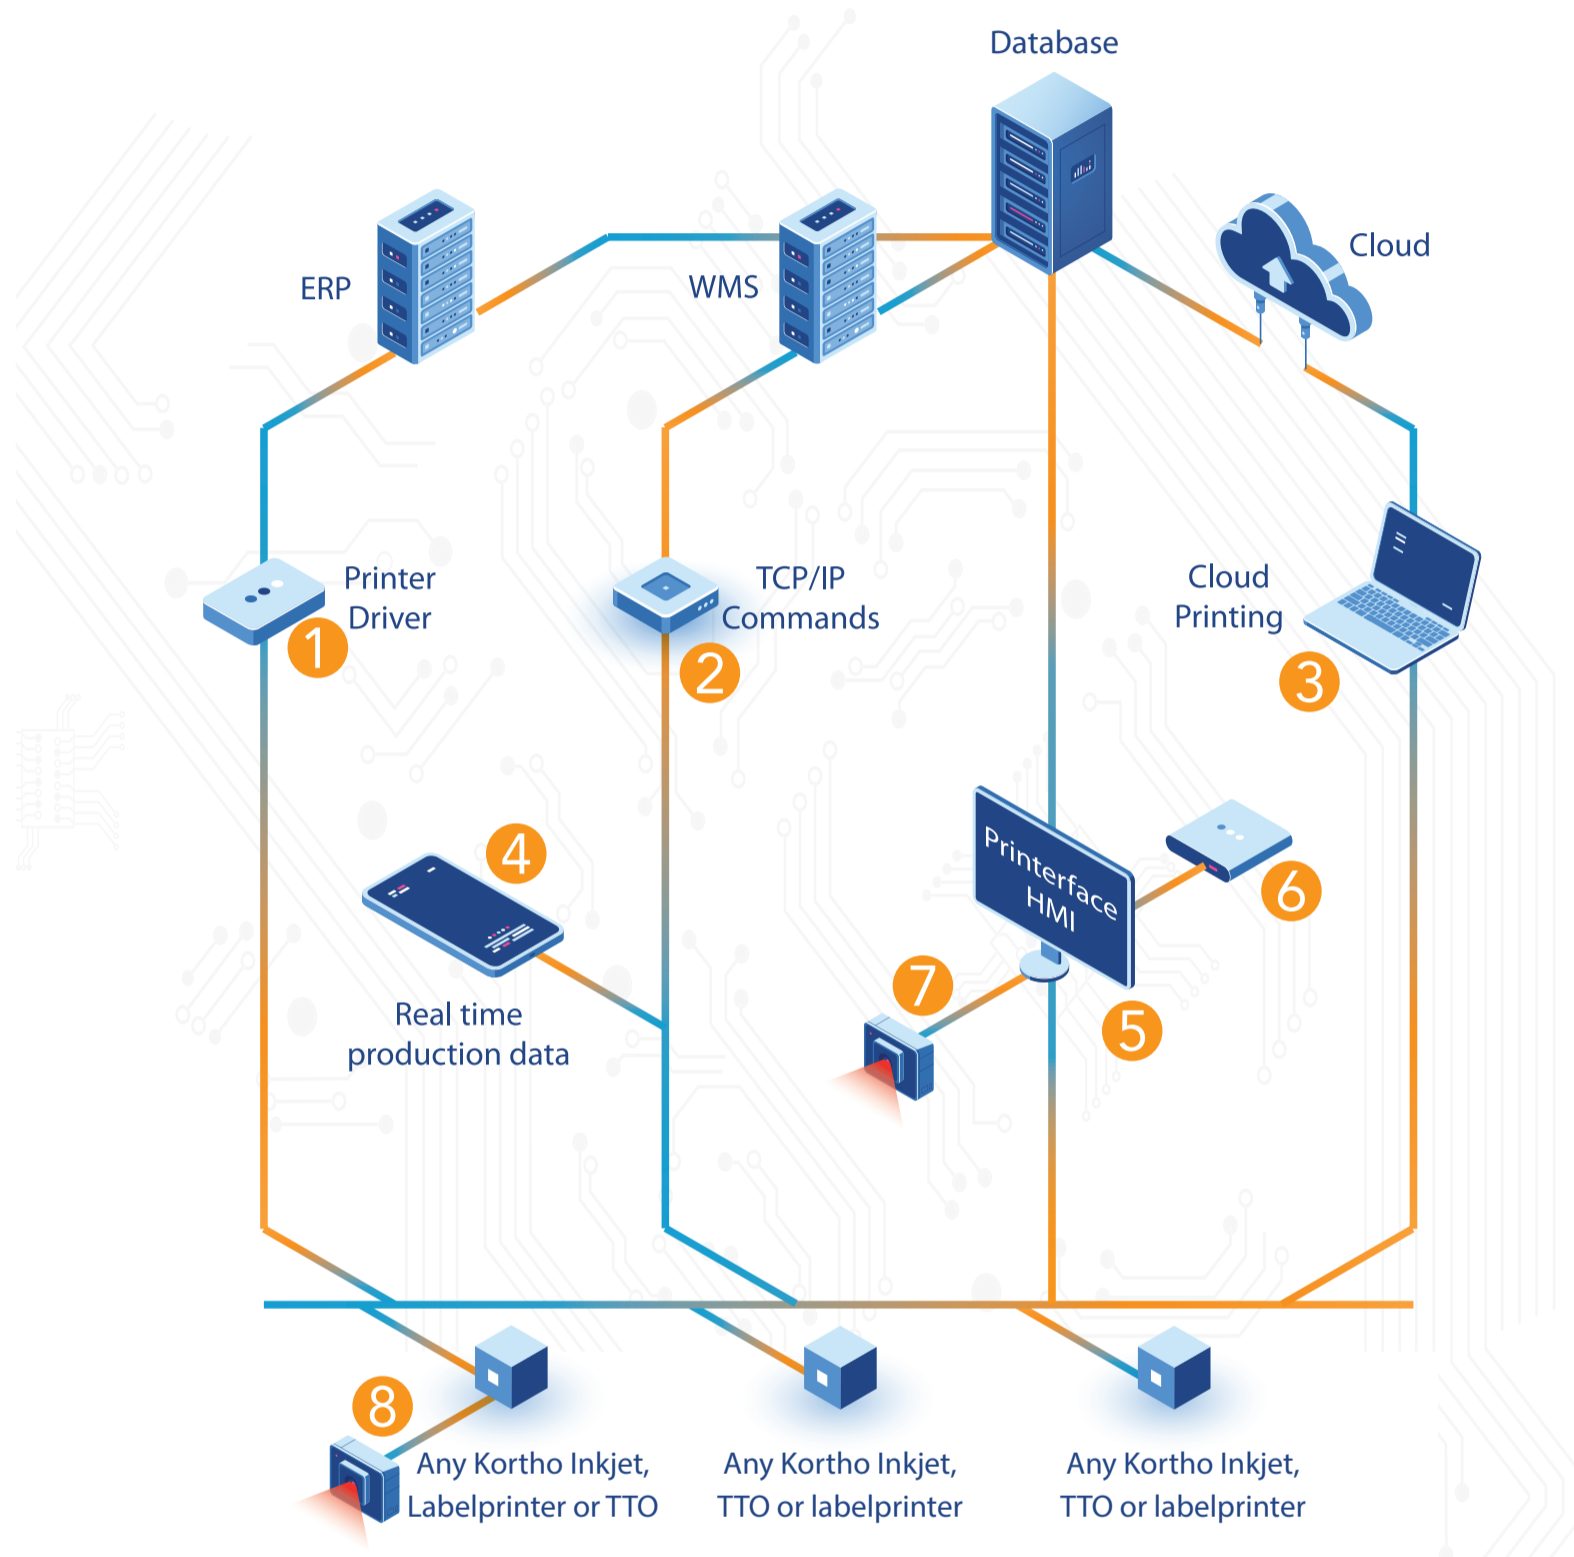 Database
Cloud
ERP
WMS
Printer
Driver
1
TCP/IP
Commands
2
Cloud
Printing
3
4
Real time
production data
Printerface
HMI
5
6
7
8
Any Kortho Inkjet,
Labelprinter or TTO
Any Kortho Inkjet,
TTO or labelprinter
Any Kortho Inkjet,
TTO or labelprinter